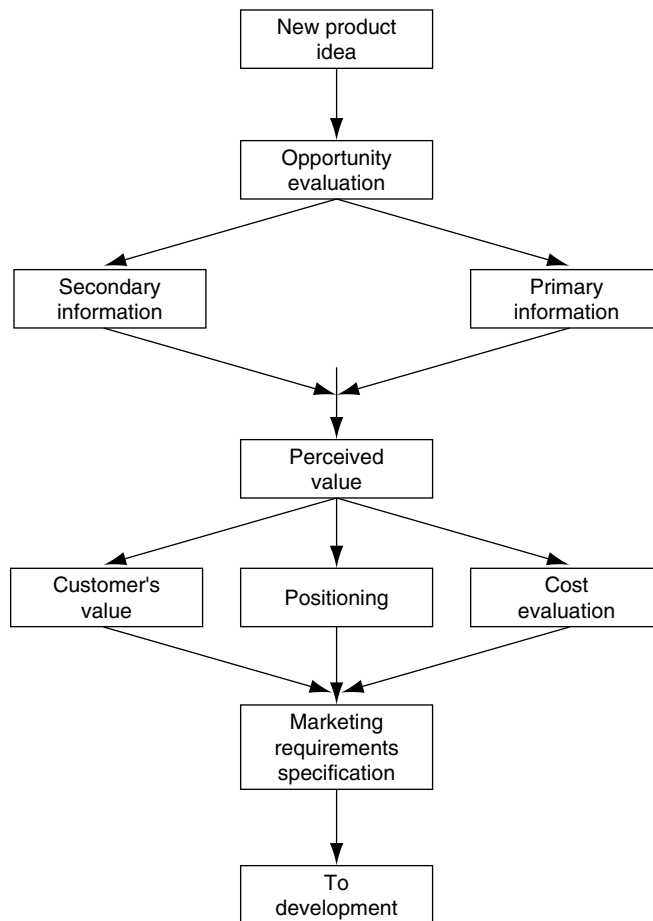 New product
idea
Opportunity
evaluation
Secondary
information
Primary
information
Perceived
value
Customer's
value
Positioning
Cost
evaluation
Marketing
requirements
specification
To
development